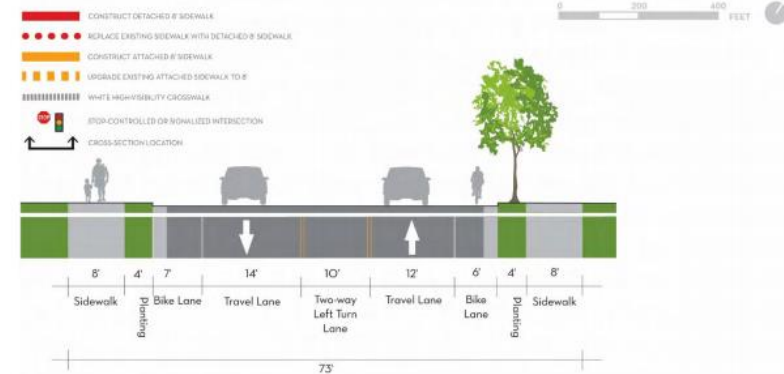 CONSTRUCT DETACHED 8' SIDEWALK
REPLACE EXISTING SIDEWALK WITH DETACHED 8' SIDEWALK
CONSTRUCT ATTACHED 8' SIDEWALK
UPGRADE EXISTING ATTACHED SIDEWALK TO 8'
WHITE HIGH-VISIBILITY CROSSWALK
STOP
STOP-CONTROLLED OR SIGNALIZED INTERSECTION
CROSS-SECTION LOCATION
0 200 400
FEET
8' 4' 7' 14' 10' 12' 6' 4' 8'
Sidewalk
Planting
Bike Lane
Travel Lane
Two-way
Left Turn
Lane
Travel Lane
Bike
Lane
Planting
Sidewalk
73'